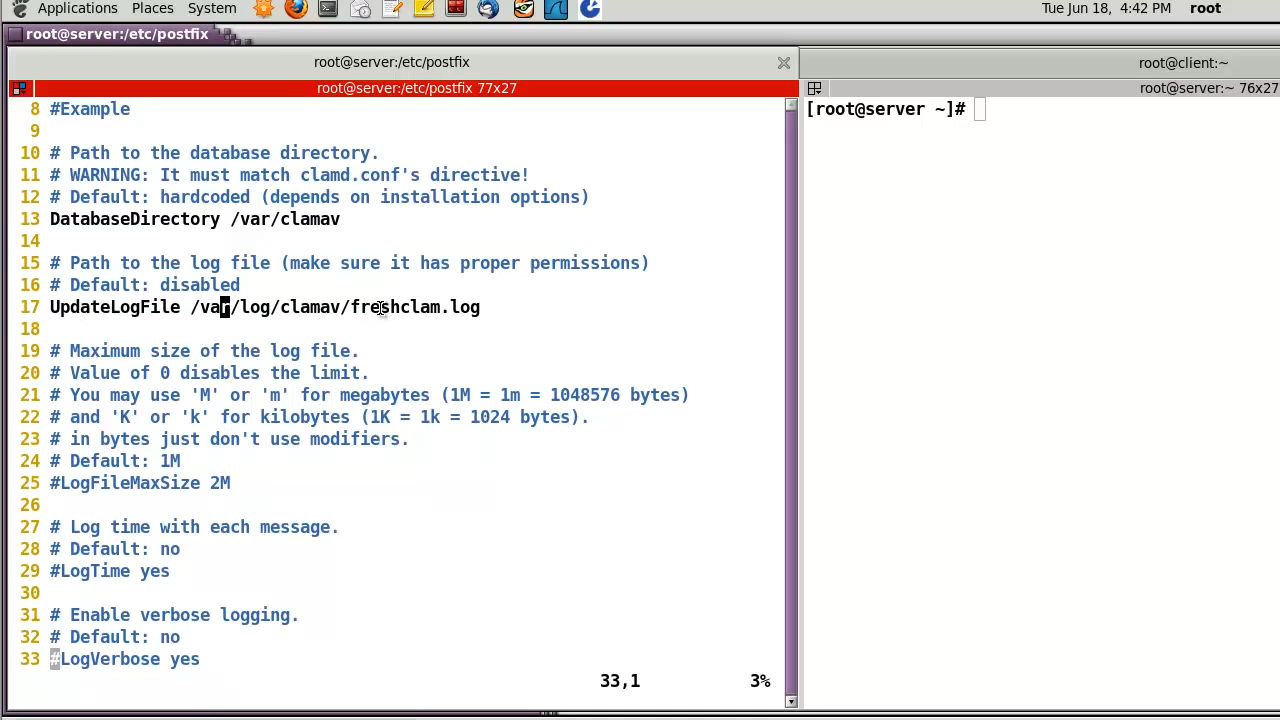 Applications Places System Tue Jun 18, 4:42 PM root
root@server:/etc/postfix
root@server:/etc/postfix
root@client:~
root@server:/etc/postfix 77x27
root@server:~ 76x27
8 #Example
9
10 # Path to the database directory.
11 # WARNING: It must match clamd.conf's directive!
12 # Default: hardcoded (depends on installation options)
13 DatabaseDirectory /var/clamav
14
15 # Path to the log file (make sure it has proper permissions)
16 # Default: disabled
17 UpdateLogFile /var/log/clamav/freshclam.log
18
19 # Maximum size of the log file.
20 # Value of 0 disables the limit.
21 # You may use 'M' or 'm' for megabytes (1M = 1m = 1048576 bytes)
22 # and 'K' or 'k' for kilobytes (1K = 1k = 1024 bytes).
23 # in bytes just don't use modifiers.
24 # Default: 1M
25 #LogFileMaxSize 2M
26
27 # Log time with each message.
28 # Default: no
29 #LogTime yes
30
31 # Enable verbose logging.
32 # Default: no
33 #LogVerbose yes
33,1 3%
[root@server ~]#